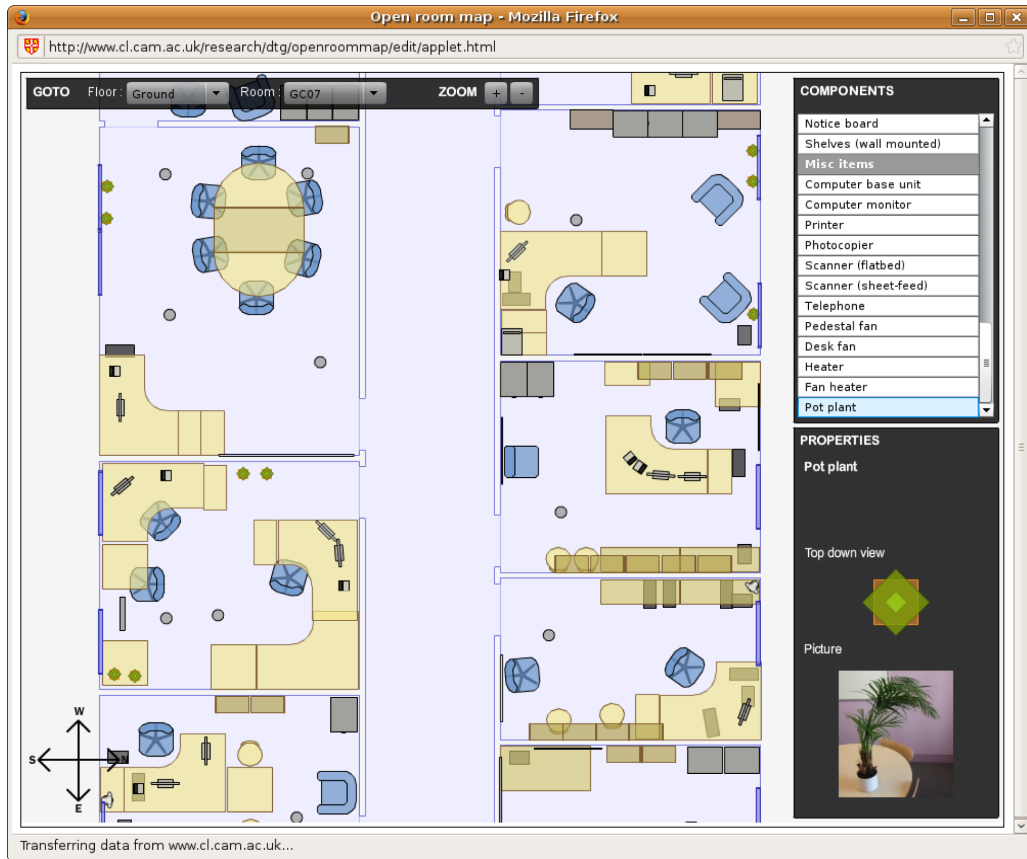 Open room map - Mozilla Firefox
http://www.cl.cam.ac.uk/research/dtg/openroommap/edit/applet.html
GOTO Floor: Ground Room: GC07 ZOOM + -
COMPONENTS
Notice board
Shelves (wall mounted)
Misc items
Computer base unit
Computer monitor
Printer
Photocopier
Scanner (flatbed)
Scanner (sheet-feed)
Telephone
Pedestal fan
Desk fan
Heater
Fan heater
Pot plant
PROPERTIES
Pot plant
Top down view
Picture
W
S N
E
Transferring data from www.cl.cam.ac.uk...